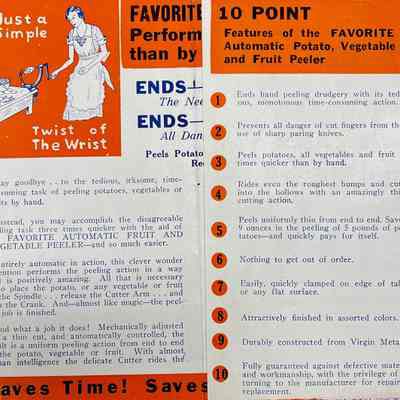 Just a
Simple
Twist of
The Wrist
FAVORITE
Perform
than by
ENDS—
The Nee
ENDS—
All Dan
Peels Potato
Re
ay goodbye . . to the tedious, irksome, time-
nsuming task of peeling potatoes, vegetables or
its by hand.
nstead, you may accomplish the disagreeable
ling task three times quicker with the aid of
FAVORITE AUTOMATIC FRUIT AND
GETABLE PEELER—and so much easier.
ntirely automatic in action, this clever wonder
ention performs the peeling action in a way
t is positively amazing. All that is necessary
to place the potato, or any vegetable or fruit
the Spindle . . . release the Cutter Arm . . . and
n the Crank. And—almost like magic—the peel-
job is finished.
nd what a job it does! Mechanically adjusted
a thin cut, and automatically controlled, the
lt is a uniform peeling action from end to end
the potato, vegetable or fruit. With almost
an intelligence the delicate Cutter rides the
aves Time! Saves
10 POINT
Features of the FAVORITE
Automatic Potato, Vegetable
and Fruit Peeler
1 Ends hand peeling drudgery with its ted
ous, monotonous time-consuming action.
2 Prevents all danger of cut fingers from the
use of sharp paring knives.
3 Peels potatoes, all vegetables and fruit
times quicker than by hand.
4 Rides even the roughest bumps and cut
into the hollows with an amazingly thi
cutting action.
5 Peels uniformly thin from end to end. Save
9 ounces in the peeling of 5 pounds of po
tatoes—and quickly pays for itself.
6 Nothing to get out of order.
7 Easily, quickly clamped on edge of tab
or any flat surface.
8 Attractively finished in assorted colors.
9 Durably constructed from Virgin Meta
10 Fully guaranteed against defective mate
and workmanship, with the privilege of
turning to the manufacturer for repair
replacement.